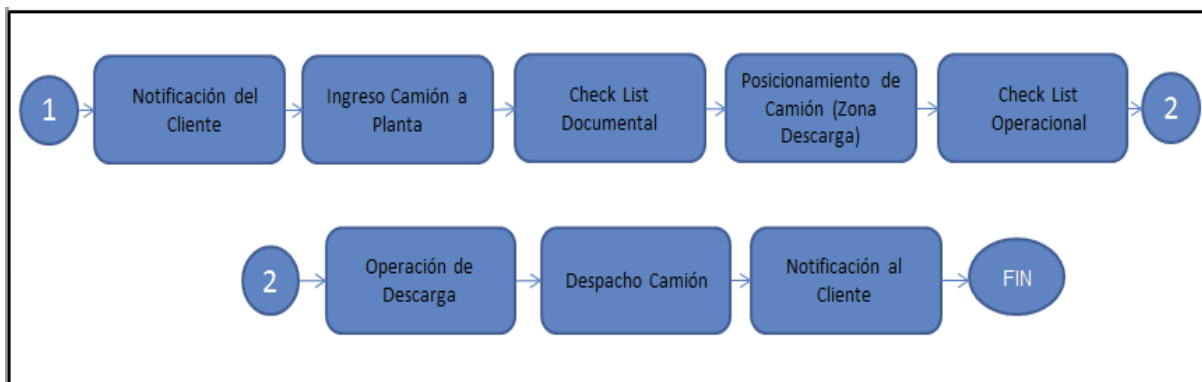 1
Notificación del
Cliente
Ingreso Camión a
Planta
Check List
Documental
Posicionamiento de
Camión (Zona
Descarga)
Check List
Operacional
2
2
Operación de
Descarga
Despacho Camión
Notificación al
Cliente
FIN